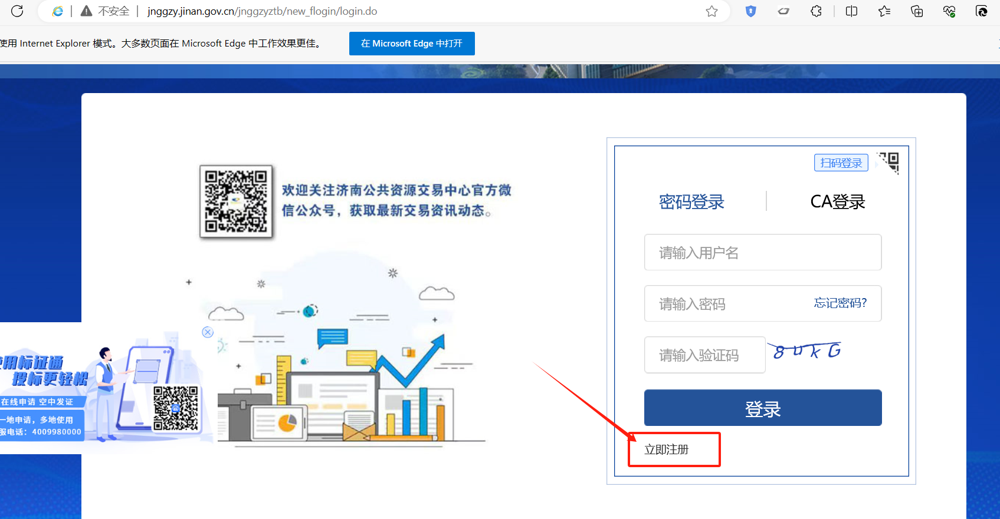 不安全
jnggzy.jinan.gov.cn/jnggzyztb/new_flogin/login.do
使用 Internet Explorer 模式。大多数页面在 Microsoft Edge 中工作效果更佳。
在 Microsoft Edge 中打开
欢迎关注济南公共资源交易中心官方微
信公众号，获取最新交易资讯动态。
扫码登录
密码登录
CA登录
请输入用户名
请输入密码
忘记密码?
请输入验证码
8ukG
登录
立即注册
使用标证通
投标更轻松
在线申请 空中发证
一地申请，多地使用
服电话：4009980000